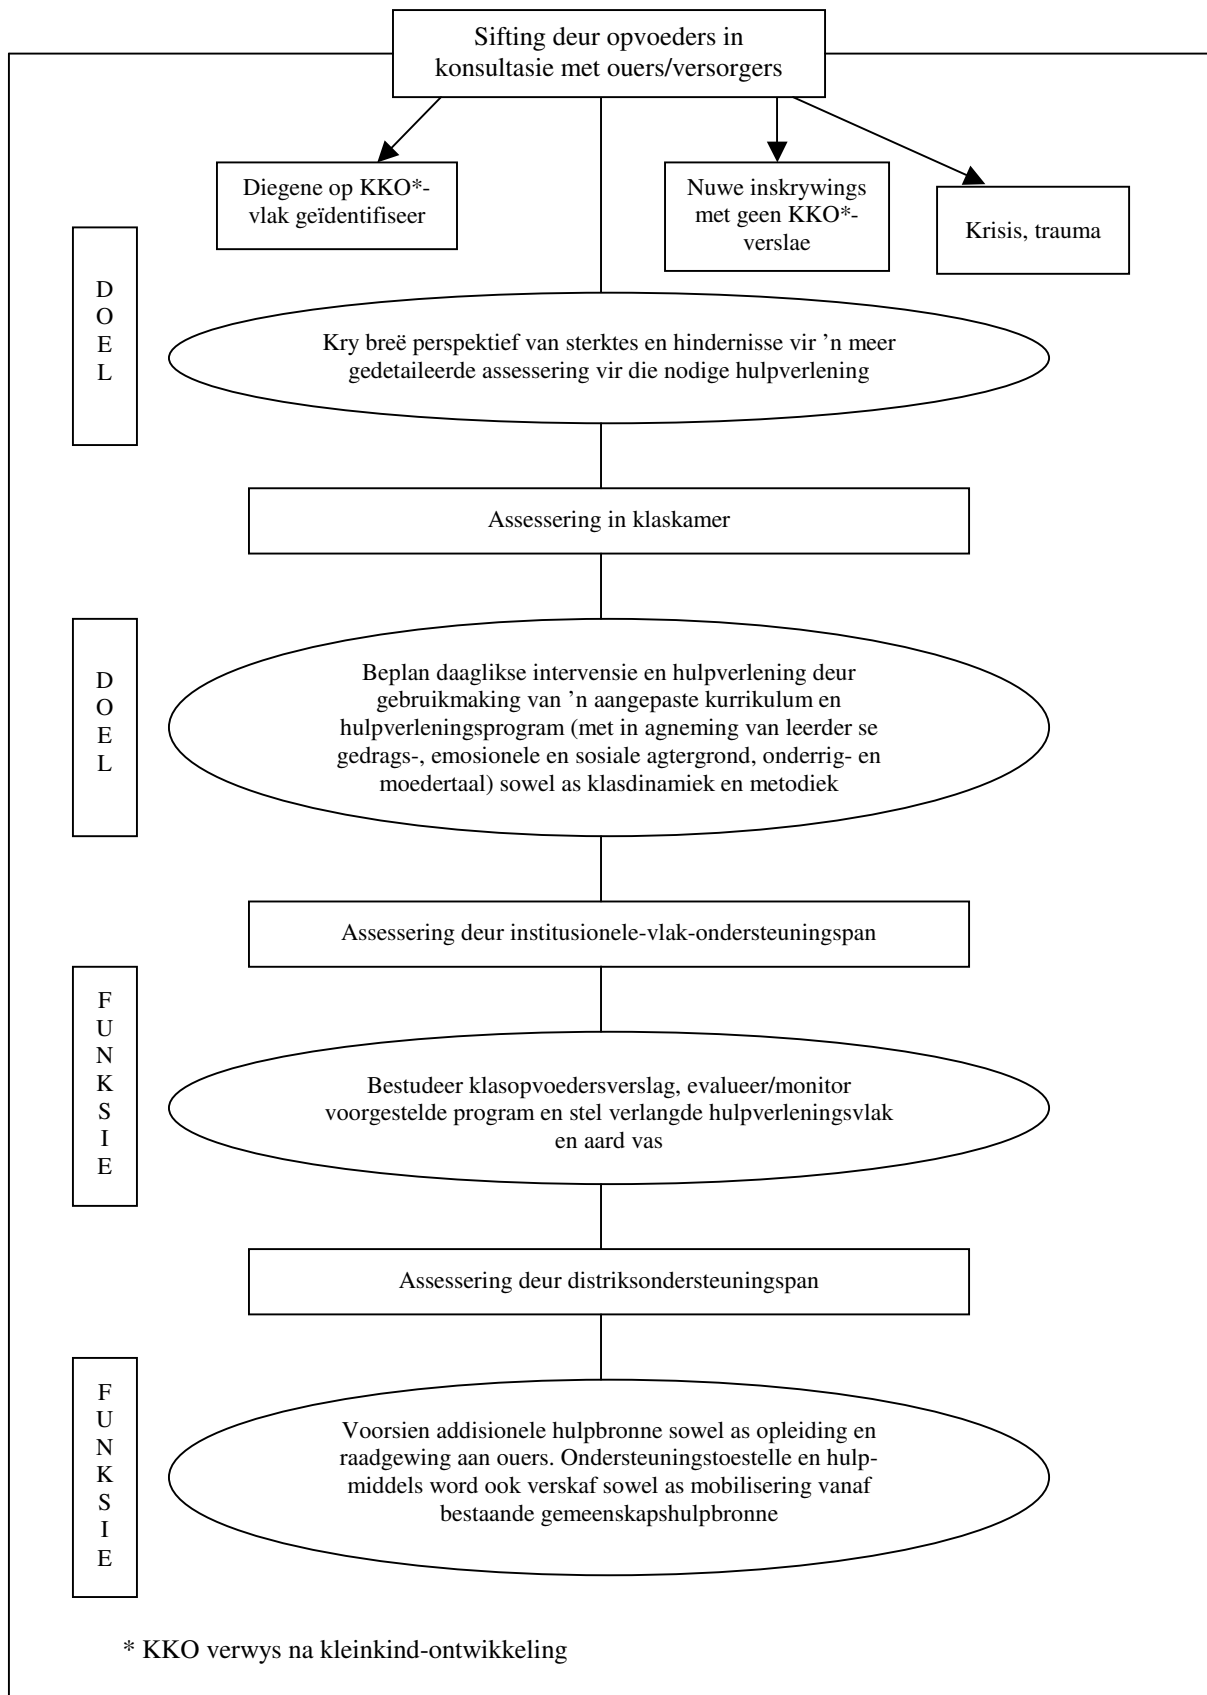 Sifting deur opvoeders in
konsultasie met ouers/versorgers
Diegene op KKO*-
vlak geïdentifiseer
Nuwe inskrywings
met geen KKO*-
verslae
Krisis, trauma
D
O
E
L
Kry breë perspektief van sterktes en hindernisse vir ’n meer
gedetaileerde assessering vir die nodige hulpverlening
Assessering in klaskamer
D
O
E
L
Beplan daaglikse intervensie en hulpverlening deur
gebruikmaking van ’n aangepaste kurrikulum en
hulpverleningsprogram (met in agneming van leerder se
gedrags-, emosionele en sosiale agtergrond, onderrig- en
moedertaal) sowel as klasdinamiek en metodiek
Assessering deur institusionele-vlak-ondersteuningspan
F
U
N
K
S
I
E
Bestudeer klasopvoedersverslag, evalueer/monitor
voorgestelde program en stel verlangde hulpverleningsvlak
en aard vas
Assessering deur distriksondersteuningspan
F
U
N
K
S
I
E
Voorsien addisionele hulpbronne sowel as opleiding en
raadgewing aan ouers. Ondersteuningstoestelle en hulp-
middels word ook verskaf sowel as mobilisering vanaf
bestaande gemeenskapshulpbronne
* KKO verwys na kleinkind-ontwikkeling